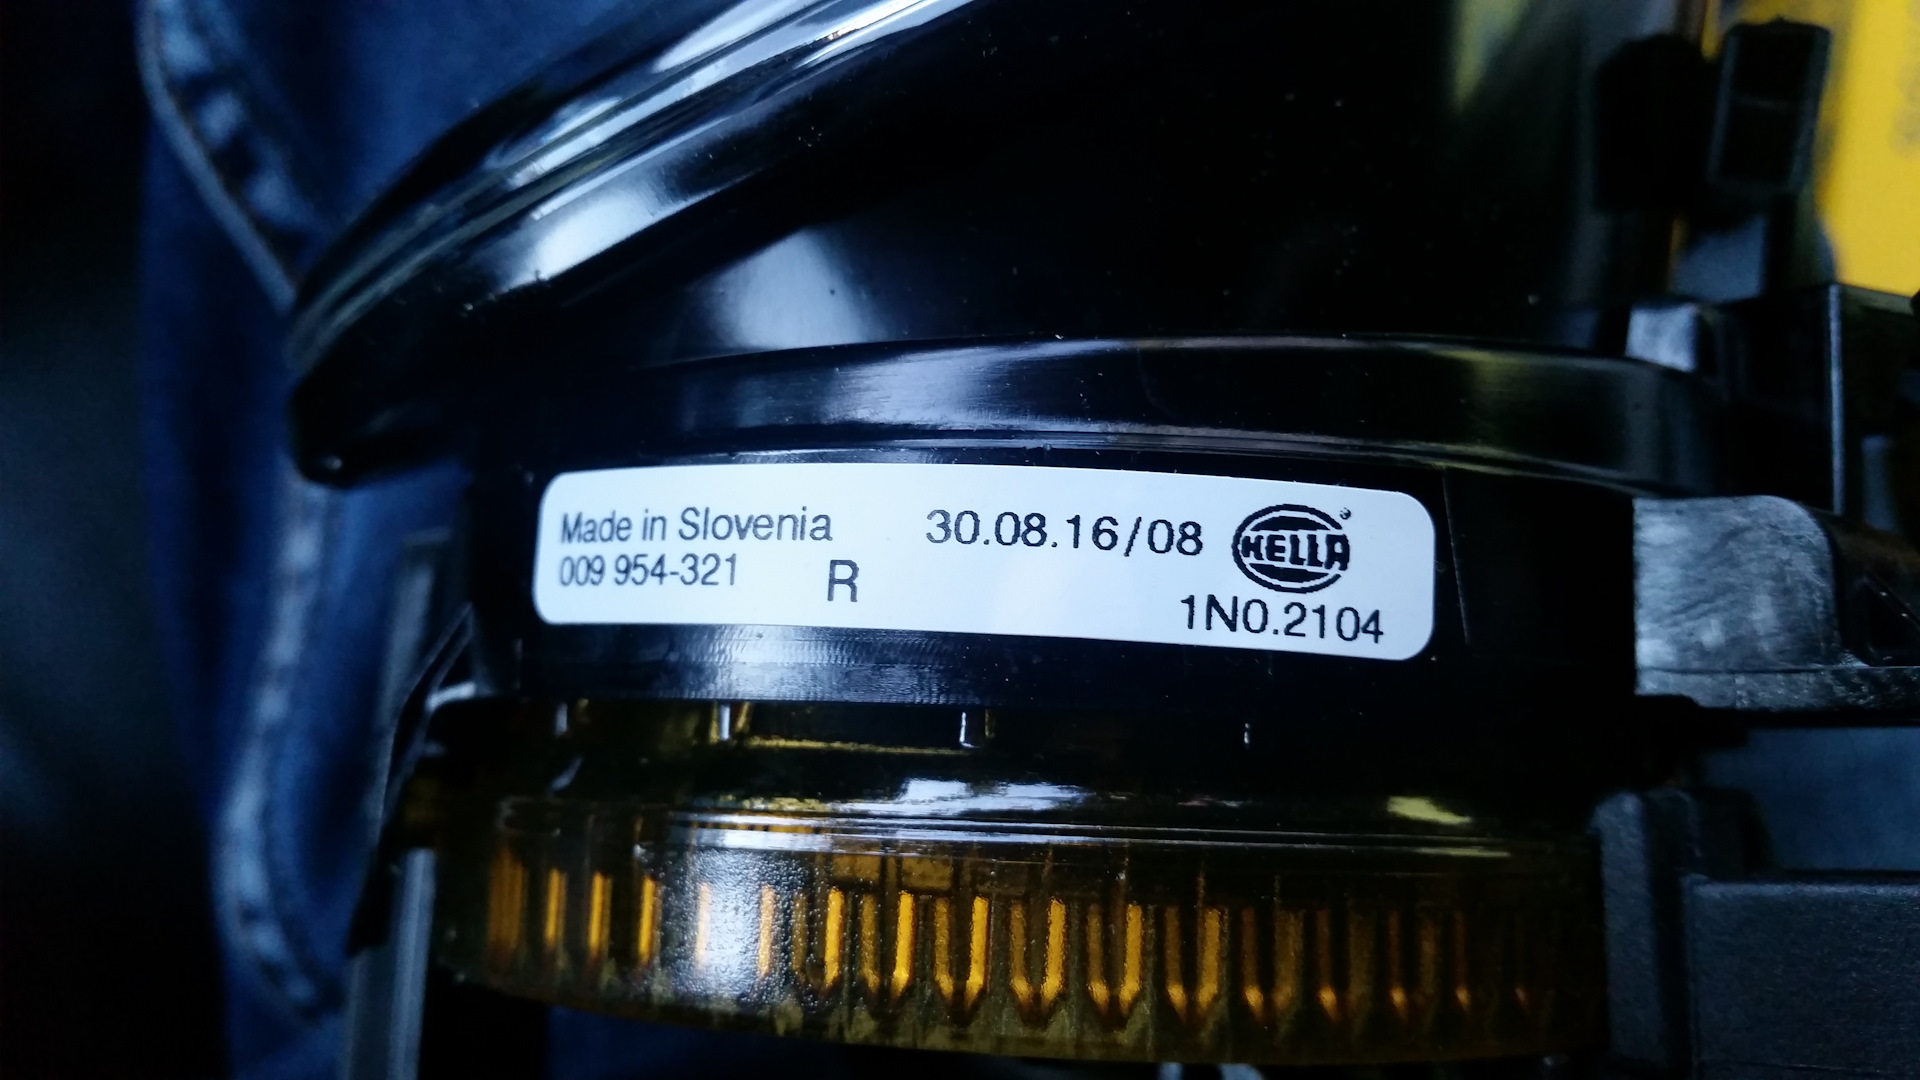 Made in Slovenia 30.08.16/08 HELLA
009 954-321 R 1N0.2104